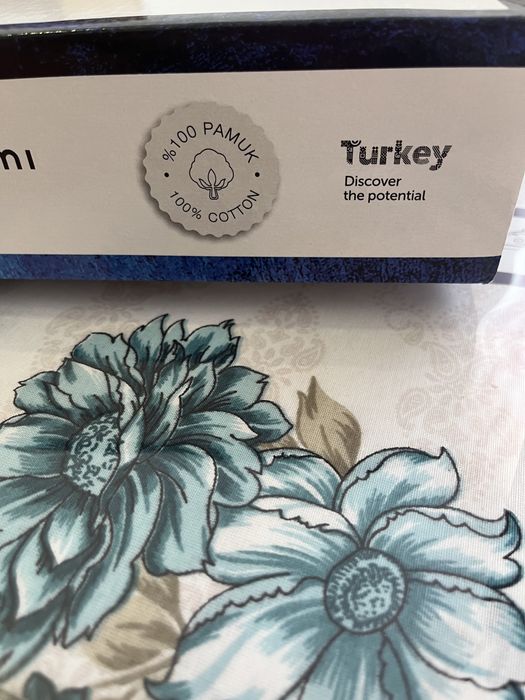 %100 PAMUK
100% COTTON
Turkey
Discover
the potential